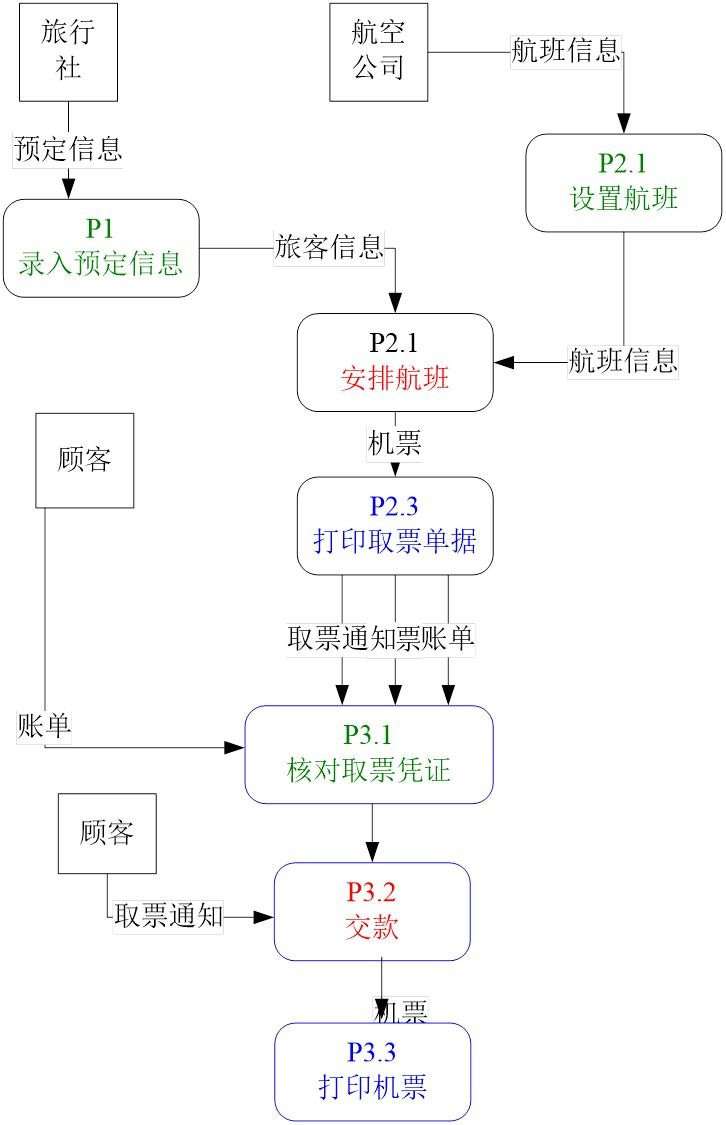 旅行
社
航空
公司
航班信息
预定信息
P2.1
设置航班
P1
录入预定信息
旅客信息
P2.1
安排航班
航班信息
机票
顾客
P2.3
打印取票单据
取票通知
票
账单
账单
P3.1
核对取票凭证
顾客
P3.2
交款
取票通知
机票
P3.3
打印机票